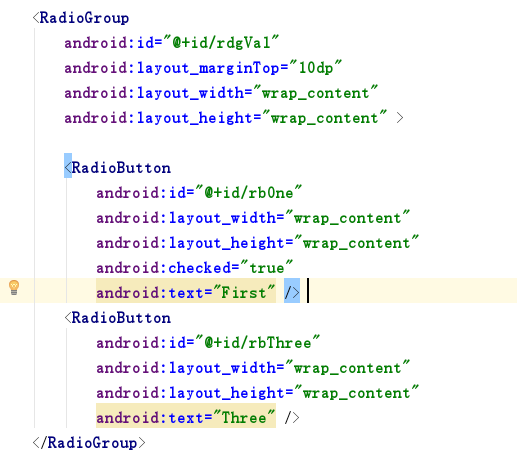 <RadioGroup
android:id="@+id/rdgVal"
android:layout_marginTop="10dp"
android:layout_width="wrap_content"
android:layout_height="wrap_content" >
<RadioButton
android:id="@+id/rbOne"
android:layout_width="wrap_content"
android:layout_height="wrap_content"
android:checked="true"
android:text="First" />
<RadioButton
android:id="@+id/rbThree"
android:layout_width="wrap_content"
android:layout_height="wrap_content"
android:text="Three" />
</RadioGroup>